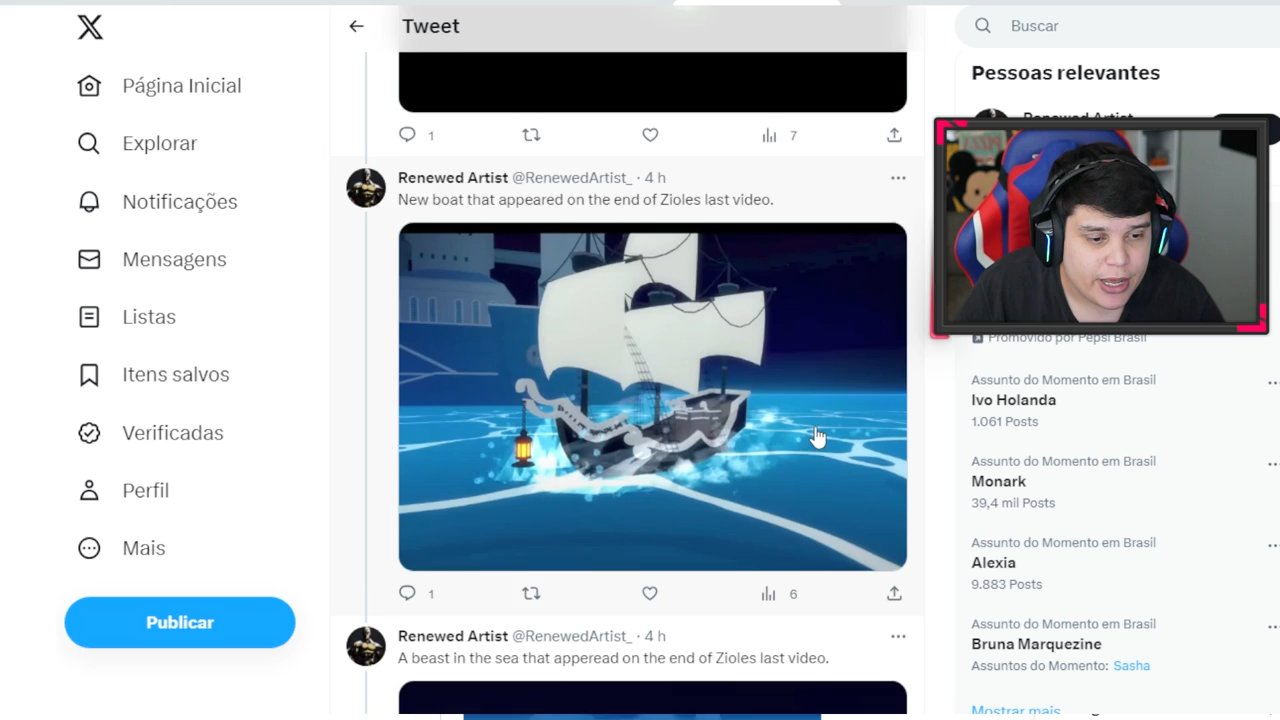 Tweet
Buscar
Página Inicial
Explorar
Notificações
Mensagens
Listas
Itens salvos
Verificadas
Perfil
Mais
Publicar
1
7
Renewed Artist @RenewedArtist_ · 4 h
New boat that appeared on the end of Zioles last video.
1
6
Renewed Artist @RenewedArtist_ · 4 h
A beast in the sea that apperead on the end of Zioles last video.
Pessoas relevantes
Renewed Artist
Promovido por Pepsi Brasil
Assunto do Momento em Brasil
Ivo Holanda
1.061 Posts
Assunto do Momento em Brasil
Monark
39,4 mil Posts
Assunto do Momento em Brasil
Alexia
9.883 Posts
Assunto do Momento em Brasil
Bruna Marquezine
Assuntos do Momento: Sasha
Mostrar mais